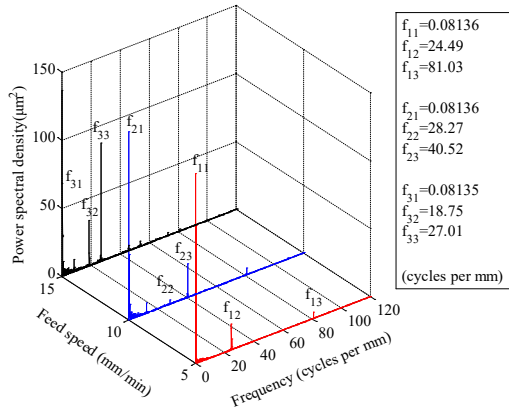 150
100
50
0
Power spectral density(μm²)
15
10
5
Feed speed (mm/min)
0
20
40
60
80
100
120
Frequency (cycles per mm)
f₃₁
f₃₂
f₃₃
f₂₁
f₂₂
f₂₃
f₁₁
f₁₂
f₁₃
f₁₁=0.08136
f₁₂=24.49
f₁₃=81.03
f₂₁=0.08136
f₂₂=28.27
f₂₃=40.52
f₃₁=0.08135
f₃₂=18.75
f₃₃=27.01
(cycles per mm)